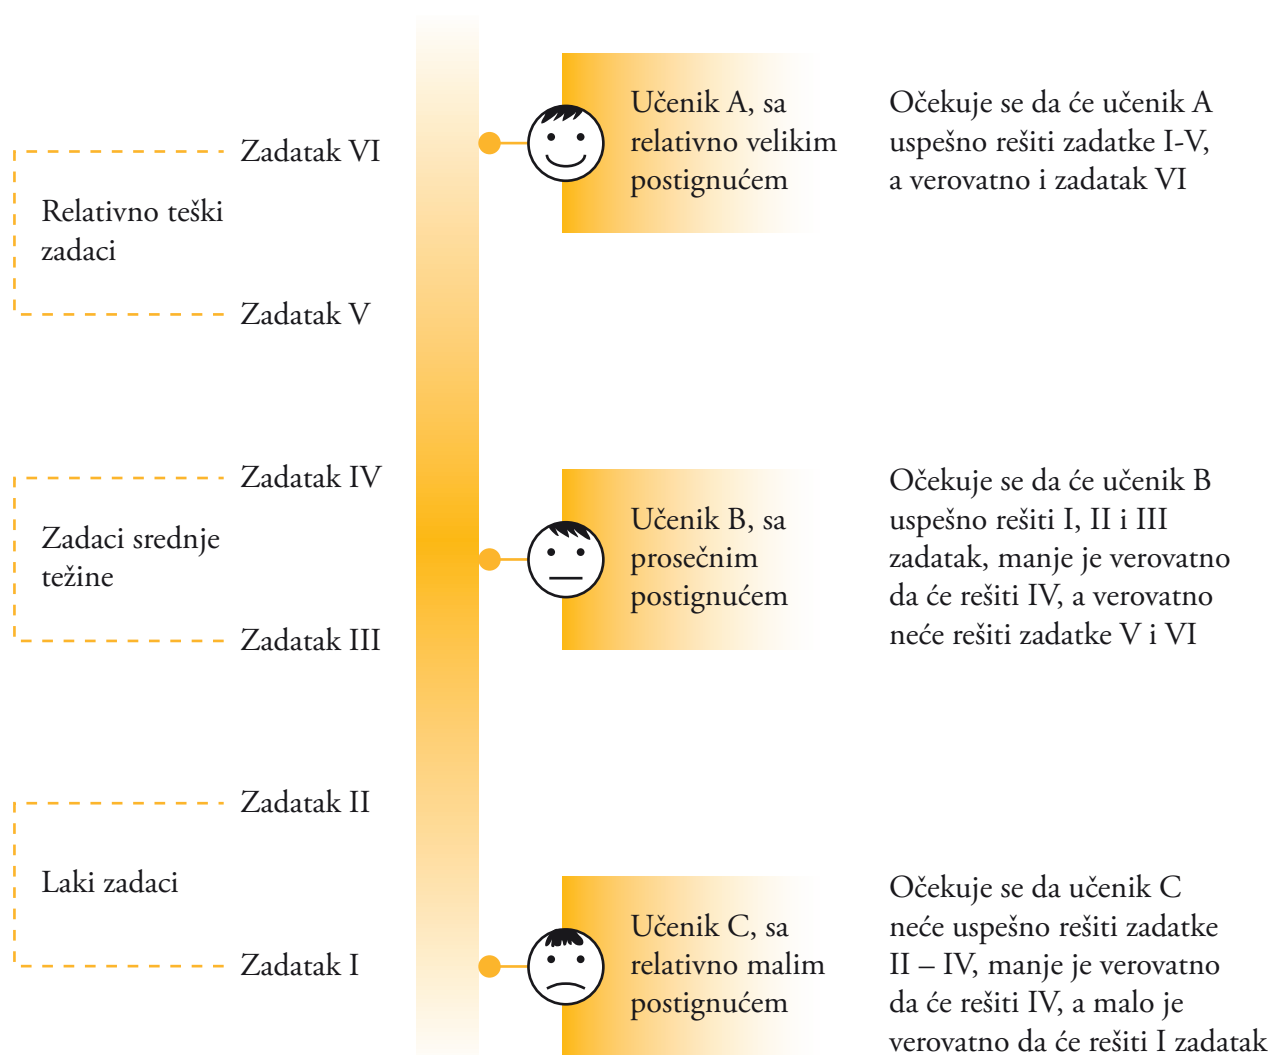 Zadatak VI
Relativno teški
zadaci
Zadatak V
Učenik A, sa
relativno velikim
postignućem
Očekuje se da će učenik A
uspešno rešiti zadatke I-V,
a verovatno i zadatak VI
Zadatak IV
Zadaci srednje
težine
Zadatak III
Učenik B, sa
prosečnim
postignućem
Očekuje se da će učenik B
uspešno rešiti I, II i III
zadatak, manje je verovatno
da će rešiti IV, a verovatno
neće rešiti zadatke V i VI
Zadatak II
Laki zadaci
Zadatak I
Učenik C, sa
relativno malim
postignućem
Očekuje se da učenik C
neće uspešno rešiti zadatke
II – IV, manje je verovatno
da će rešiti IV, a malo je
verovatno da će rešiti I zadatak